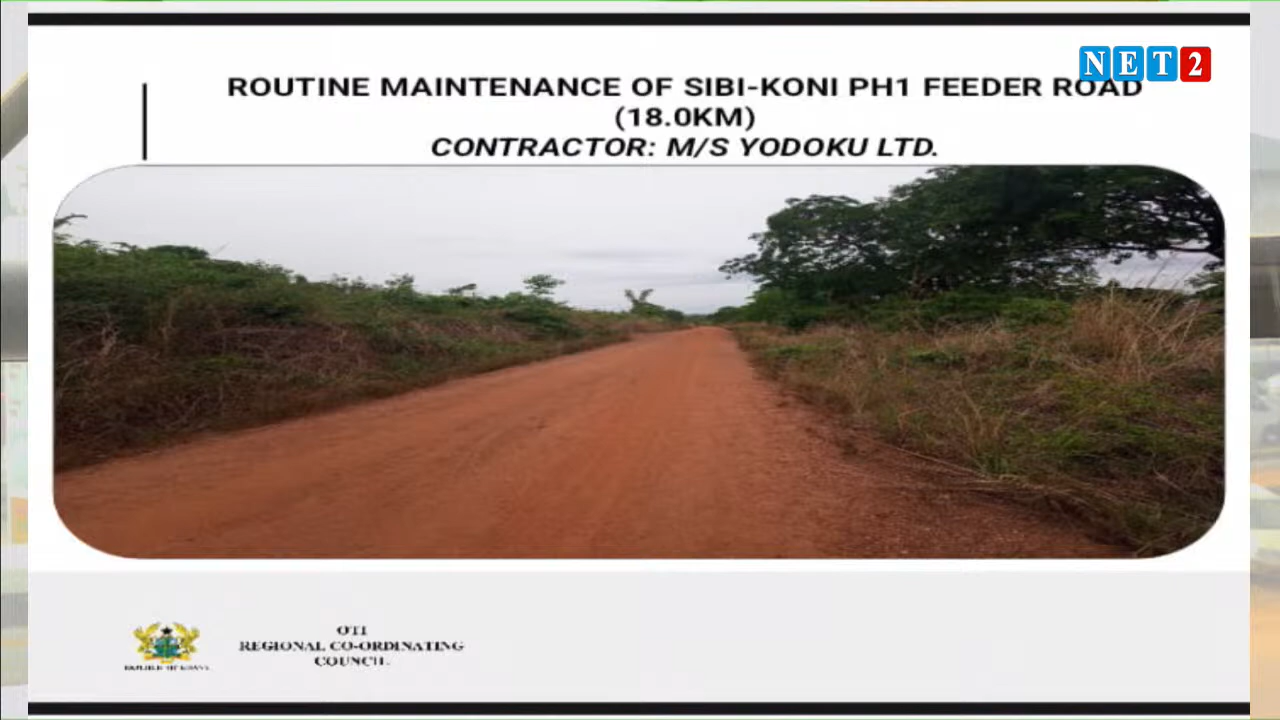 NET2
ROUTINE MAINTENANCE OF SIBI-KONI PH1 FEEDER ROAD
(18.0KM)
CONTRACTOR: M/S YODOKU LTD.
OTI
REGIONAL CO-ORDINATING
COUNCIL